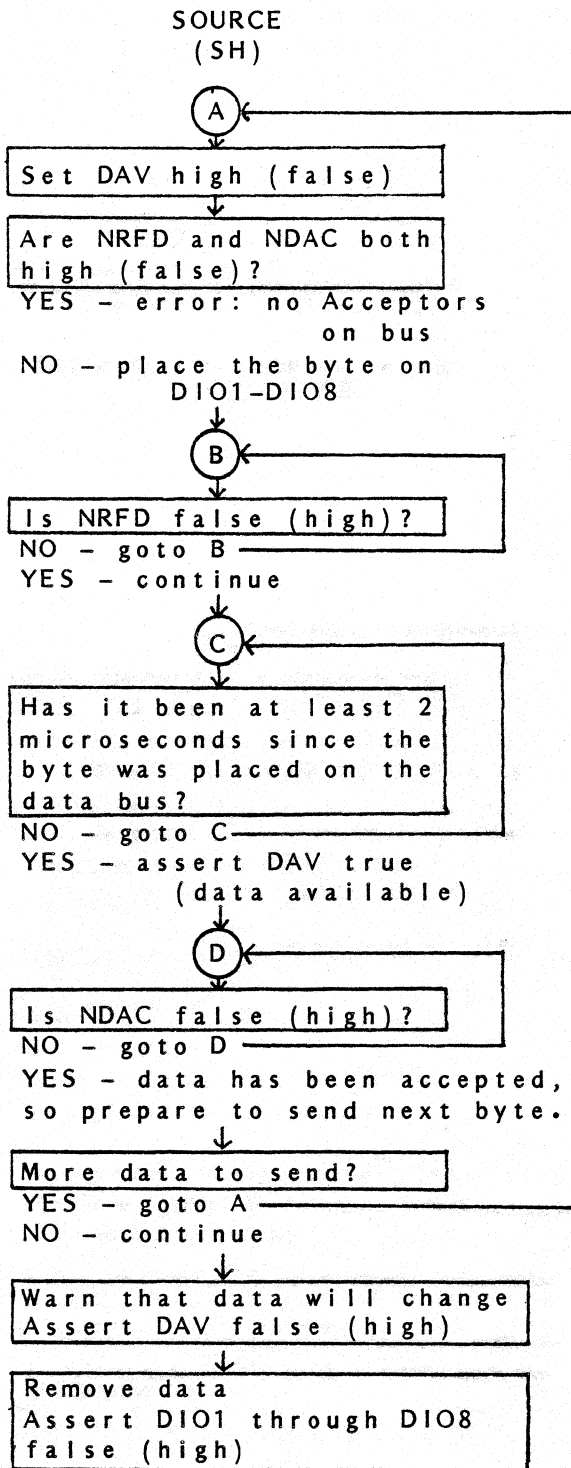 SOURCE
(SH)
A
Set DAV high (false)
Are NRFD and NDAC both
high (false)?
YES – error: no Acceptors
on bus
NO – place the byte on
DIO1–DIO8
B
Is NRFD false (high)?
NO – goto B
YES – continue
C
Has it been at least 2
microseconds since the
byte was placed on the
data bus?
NO – goto C
YES – assert DAV true
(data available)
D
Is NDAC false (high)?
NO – goto D
YES – data has been accepted,
so prepare to send next byte.
More data to send?
YES – goto A
NO – continue
Warn that data will change
Assert DAV false (high)
Remove data
Assert DIO1 through DIO8
false (high)